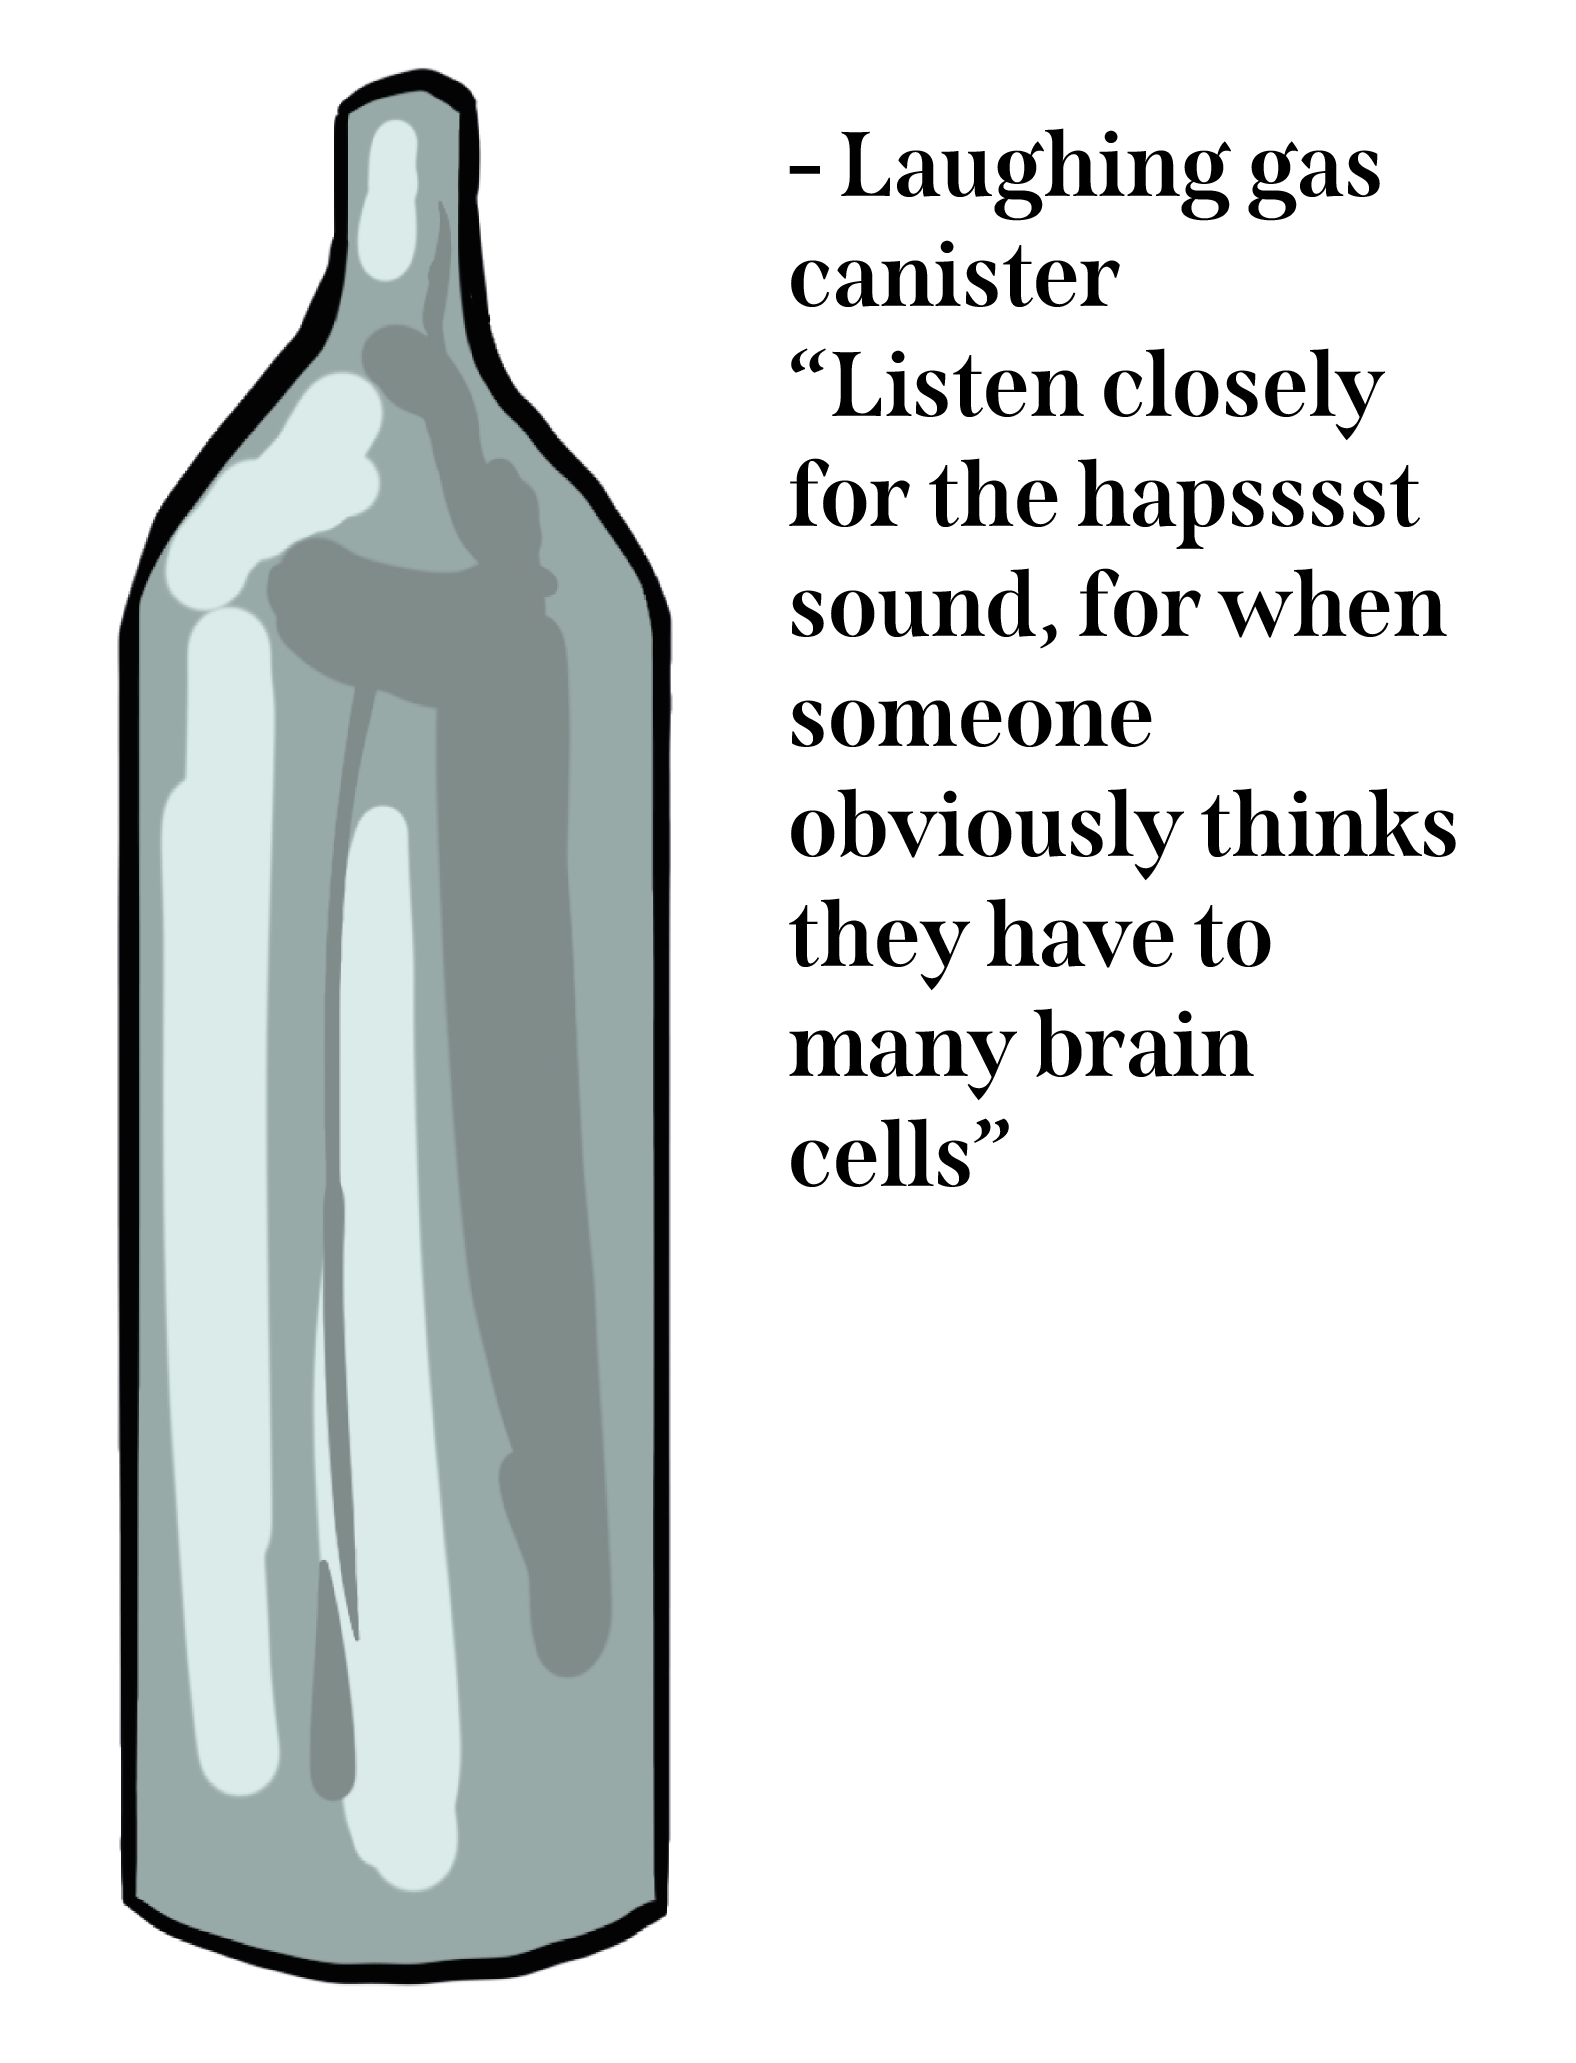 - Laughing gas
canister
“Listen closely
for the hapsssst
sound, for when
someone
obviously thinks
they have to
many brain
cells”